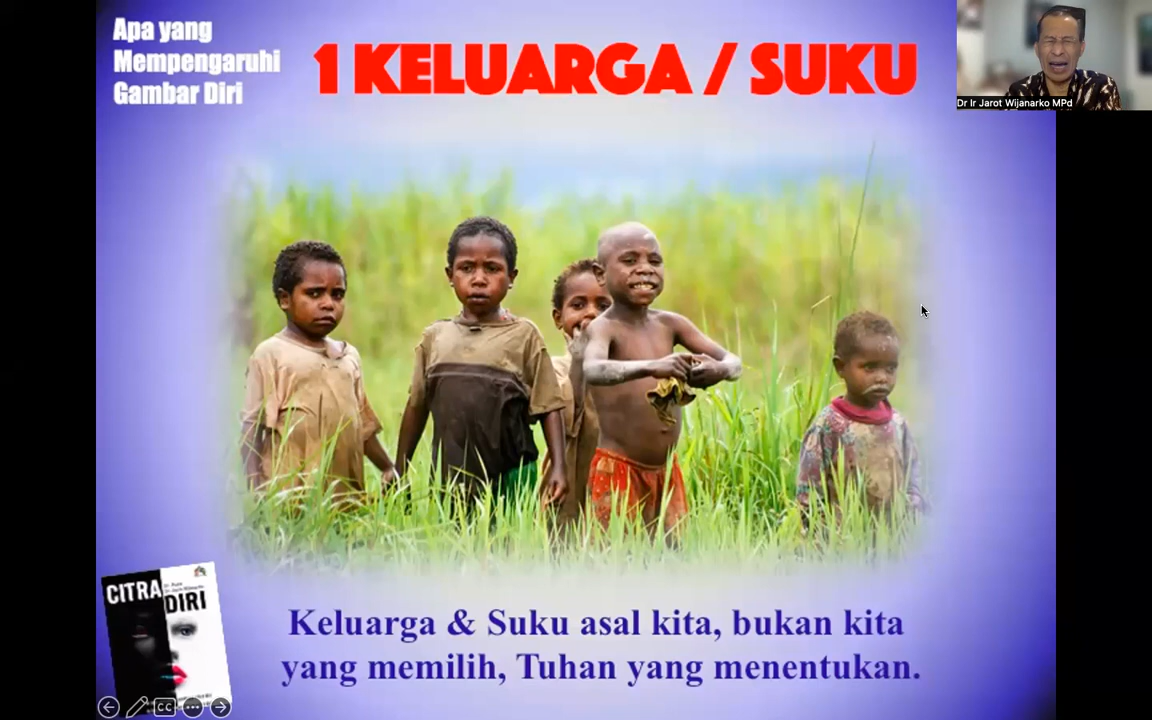 Apa yang
Mempengaruhi
Gambar Diri
1 KELUARGA / SUKU
Dr Ir Jarot Wijanarko MPd
CITRA
DIRI
Keluarga & Suku asal kita, bukan kita
yang memilih, Tuhan yang menentukan.
CC